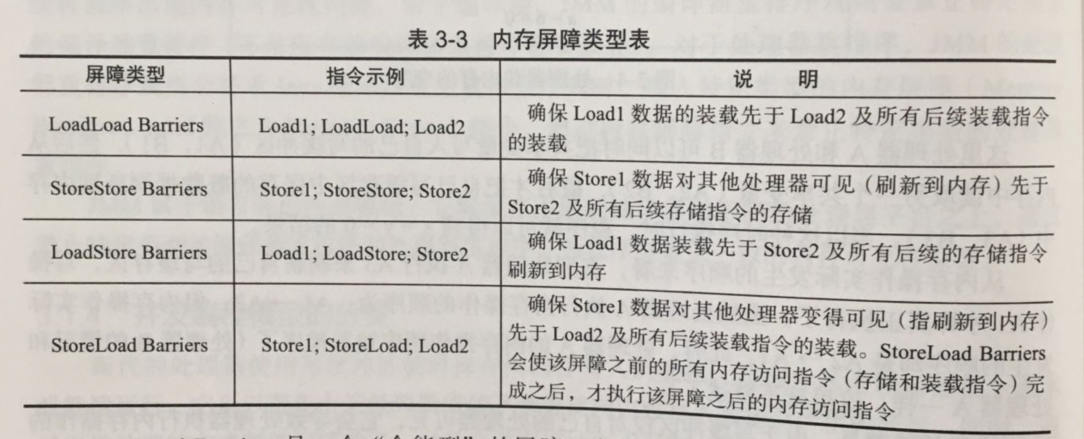 表 3-3 内存屏障类型表
屏障类型 指令示例 说 明
LoadLoad Barriers Load1; LoadLoad; Load2 确保 Load1 数据的装载先于 Load2 及所有后续装载指令
的装载
StoreStore Barriers Store1; StoreStore; Store2 确保 Store1 数据对其他处理器可见（刷新到内存）先于
Store2 及所有后续存储指令的存储
LoadStore Barriers Load1; LoadStore; Store2 确保 Load1 数据装载先于 Store2 及所有后续的存储指令
刷新到内存
StoreLoad Barriers Store1; StoreLoad; Load2 确保 Store1 数据对其他处理器变得可见（指刷新到内存）
先于 Load2 及所有后续装载指令的装载。StoreLoad Barriers
会使该屏障之前的所有内存访问指令（存储和装载指令）完
成之后，才执行该屏障之后的内存访问指令